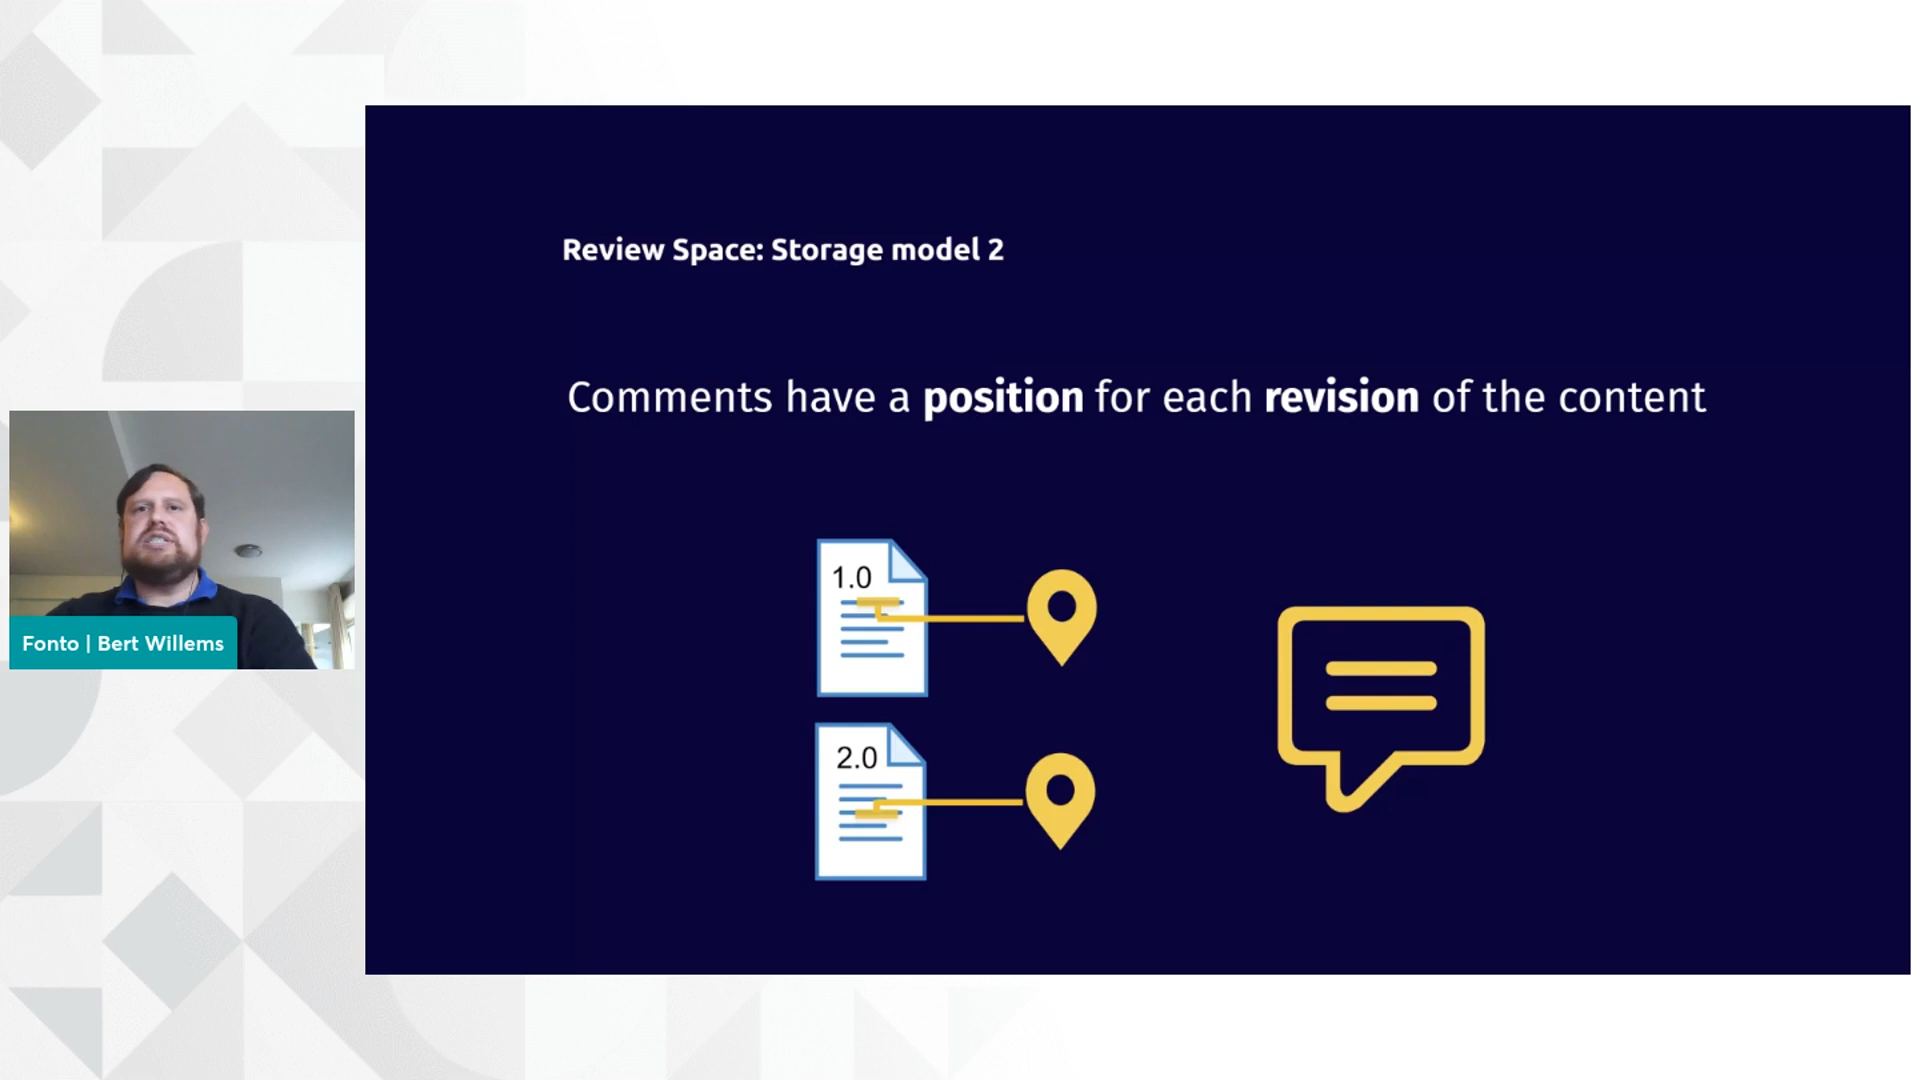 Review Space: Storage model 2
Comments have a position for each revision of the content
1.0
2.0
Fonto | Bert Willems